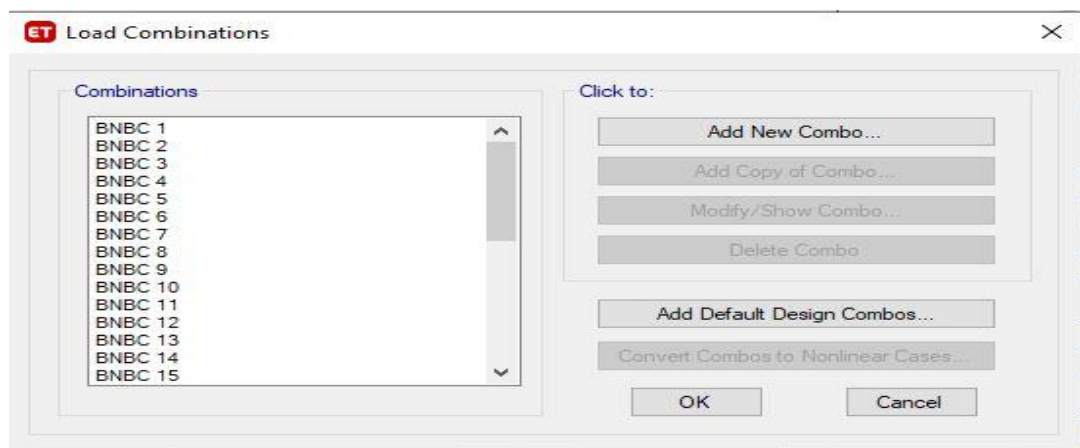 ET Load Combinations
Combinations
BNBC 1
BNBC 2
BNBC 3
BNBC 4
BNBC 5
BNBC 6
BNBC 7
BNBC 8
BNBC 9
BNBC 10
BNBC 11
BNBC 12
BNBC 13
BNBC 14
BNBC 15
Click to:
Add New Combo...
Add Copy of Combo...
Modify/Show Combo...
Delete Combo
Add Default Design Combos...
Convert Combos to Nonlinear Cases...
OK
Cancel